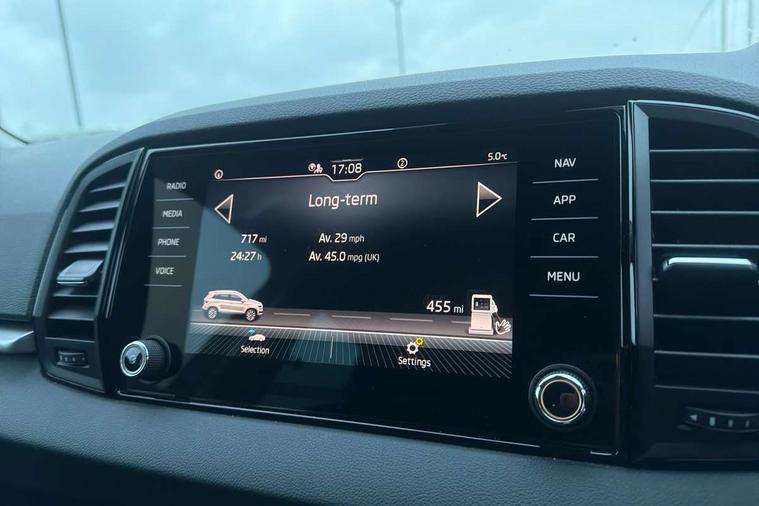 17:08
2
5.0°C
RADIO
MEDIA
PHONE
VOICE
Long-term
717 mi
Av. 29 mph
24:27 h
Av. 45.0 mpg (UK)
455 mi
Selection
Settings
NAV
APP
CAR
MENU